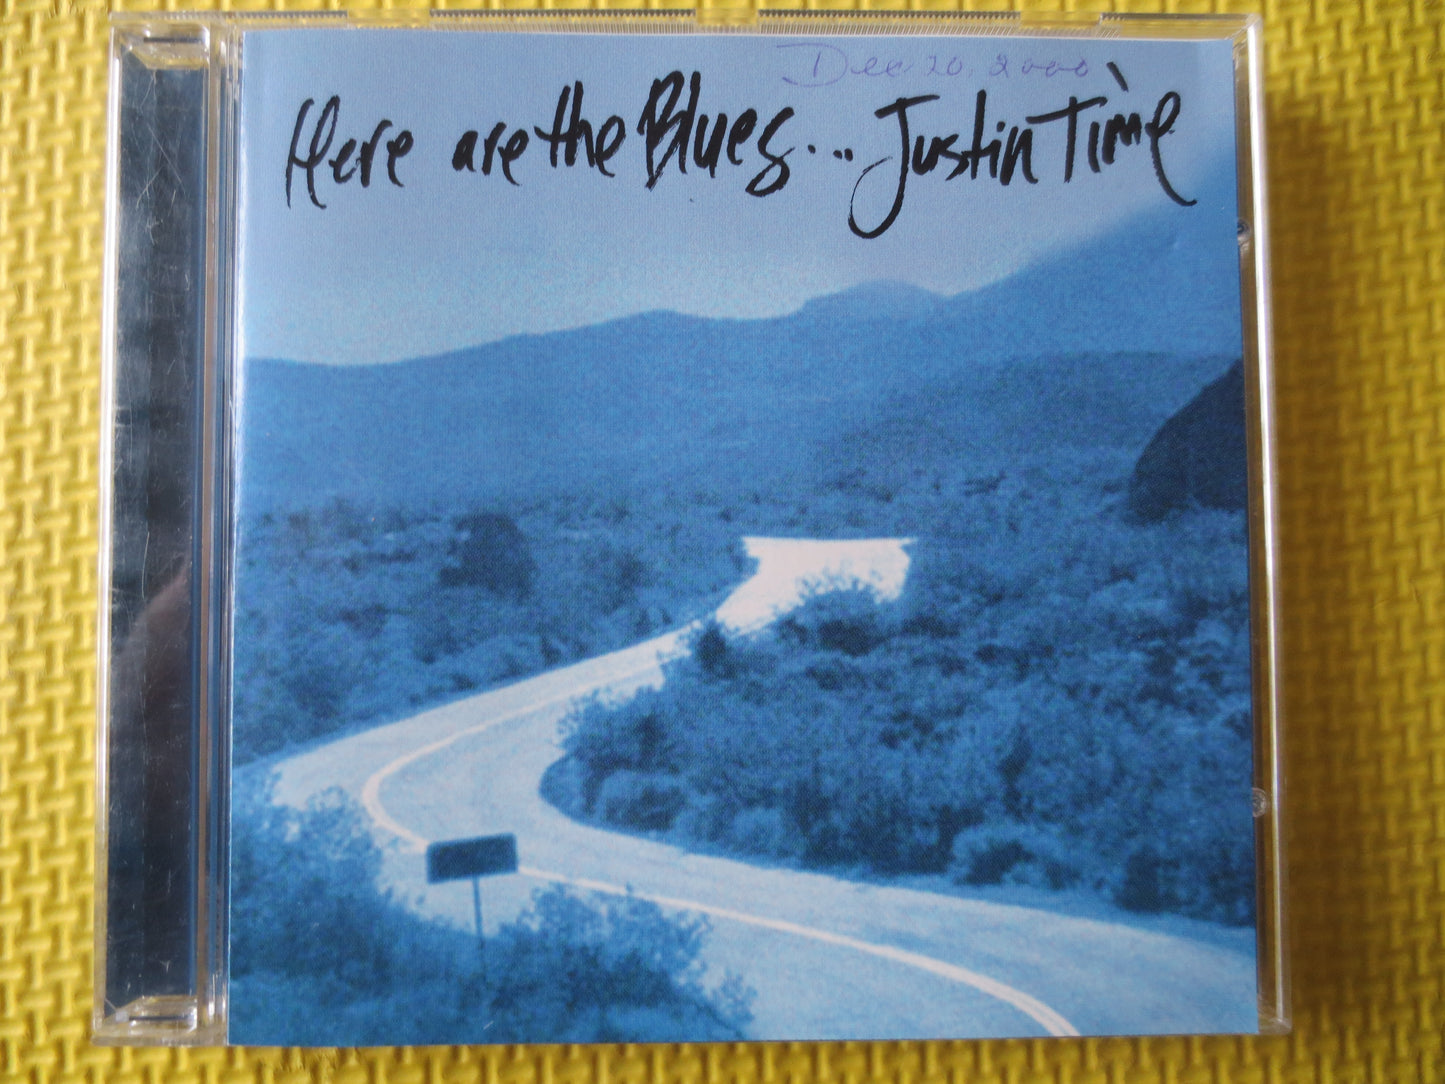 Dec 20, 2000
Here are the Blues... Justin Time